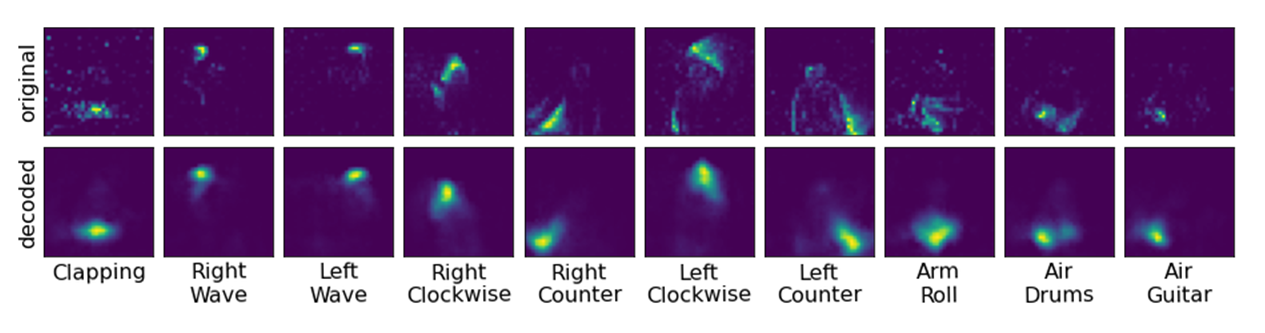 original
decoded
Clapping
Right
Wave
Left
Wave
Right
Clockwise
Right
Counter
Left
Clockwise
Left
Counter
Arm
Roll
Air
Drums
Air
Guitar